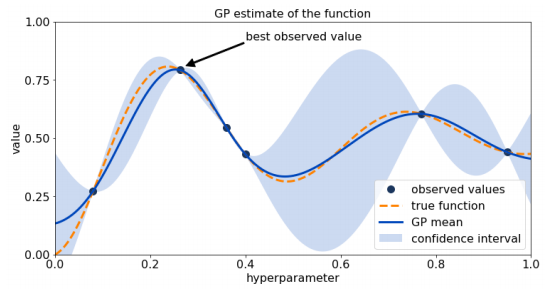 GP estimate of the function
best observed value
1.00
0.75
0.50
0.25
0.00
value
observed values
true function
GP mean
confidence interval
0.0 0.2 0.4 0.6 0.8 1.0
hyperparameter